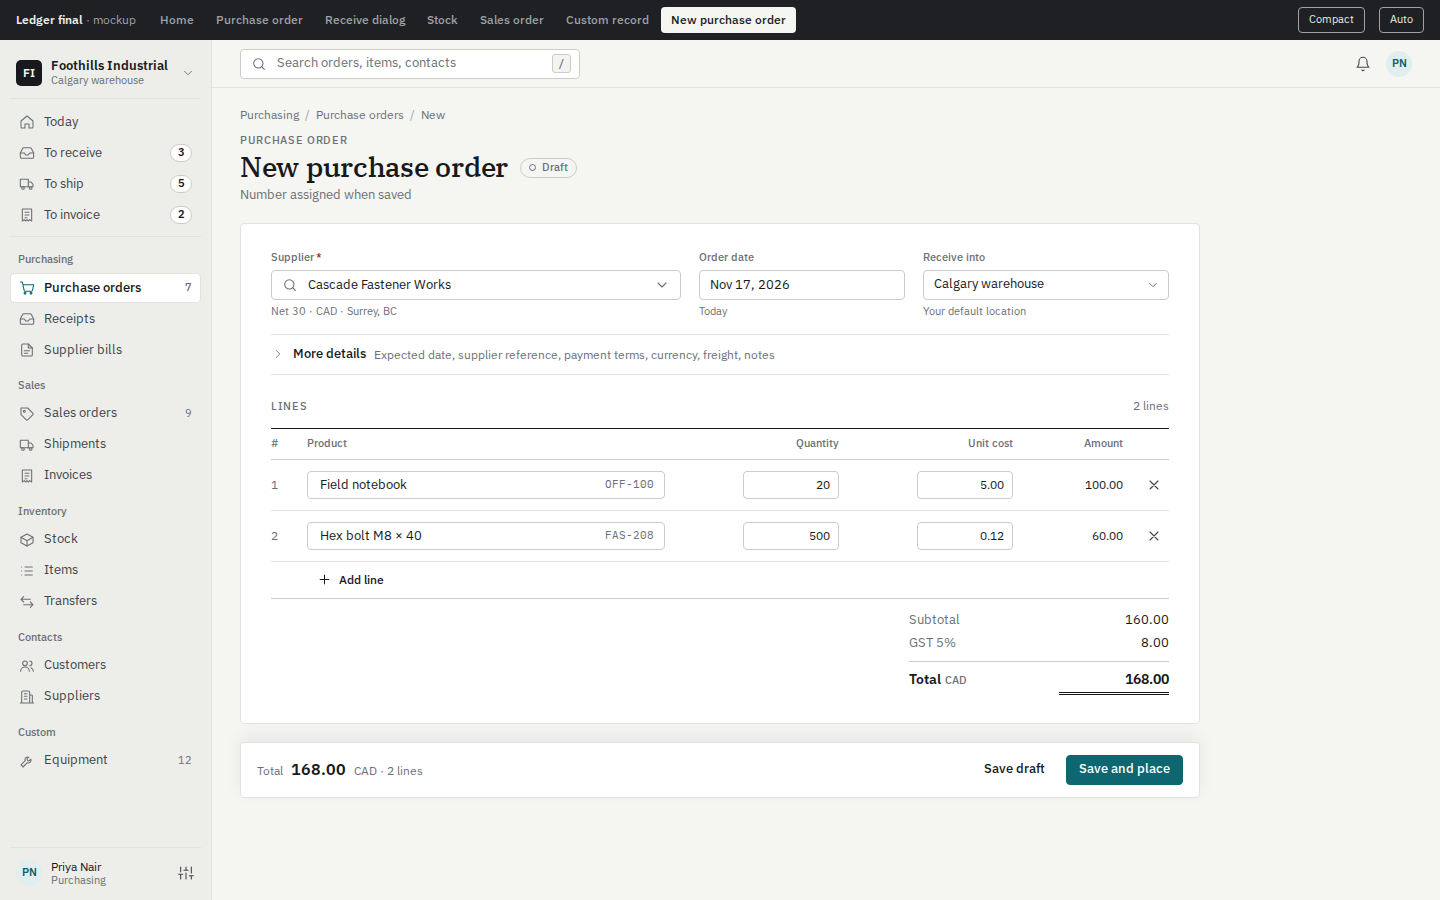 Ledger final · mockup Home Purchase order Receive dialog Stock Sales order Custom record New purchase order Compact Auto
FI Foothills Industrial
Calgary warehouse
Search orders, items, contacts /
PN
Today
To receive 3
To ship 5
To invoice 2
Purchasing
Purchase orders 7
Receipts
Supplier bills
Sales
Sales orders 9
Shipments
Invoices
Inventory
Stock
Items
Transfers
Contacts
Customers
Suppliers
Custom
Equipment 12
PN Priya Nair
Purchasing
Purchasing / Purchase orders / New
PURCHASE ORDER
New purchase order Draft
Number assigned when saved
Supplier * Order date Receive into
Cascade Fastener Works Nov 17, 2026 Calgary warehouse
Net 30 · CAD · Surrey, BC Today Your default location
More details Expected date, supplier reference, payment terms, currency, freight, notes
LINES 2 lines
# Product Quantity Unit cost Amount
1 Field notebook OFF-100 20 5.00 100.00
2 Hex bolt M8 × 40 FAS-208 500 0.12 60.00
Add line
Subtotal 160.00
GST 5% 8.00
Total CAD 168.00
Total 168.00 CAD · 2 lines Save draft Save and place